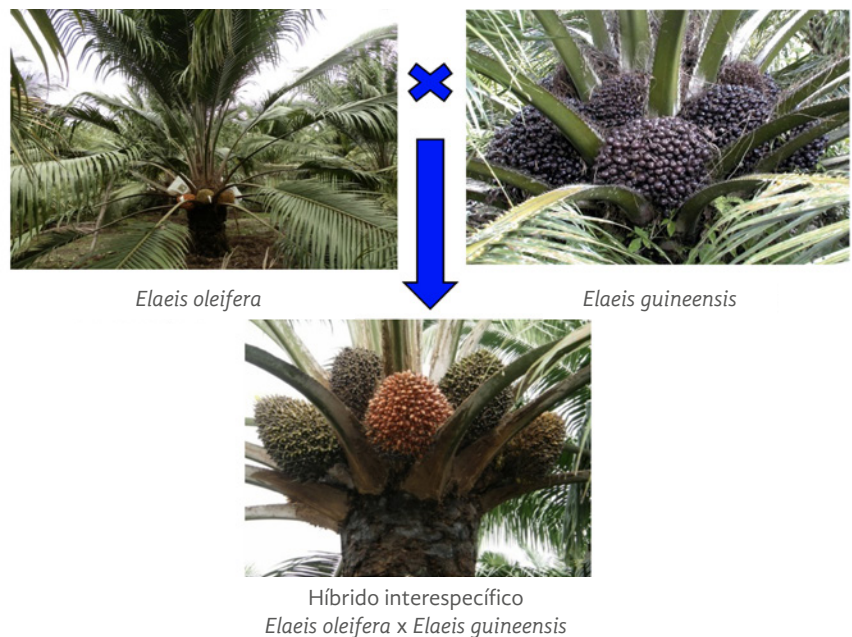 Elaeis oleifera
Elaeis guineensis
Híbrido interespecífico
Elaeis oleifera x Elaeis guineensis